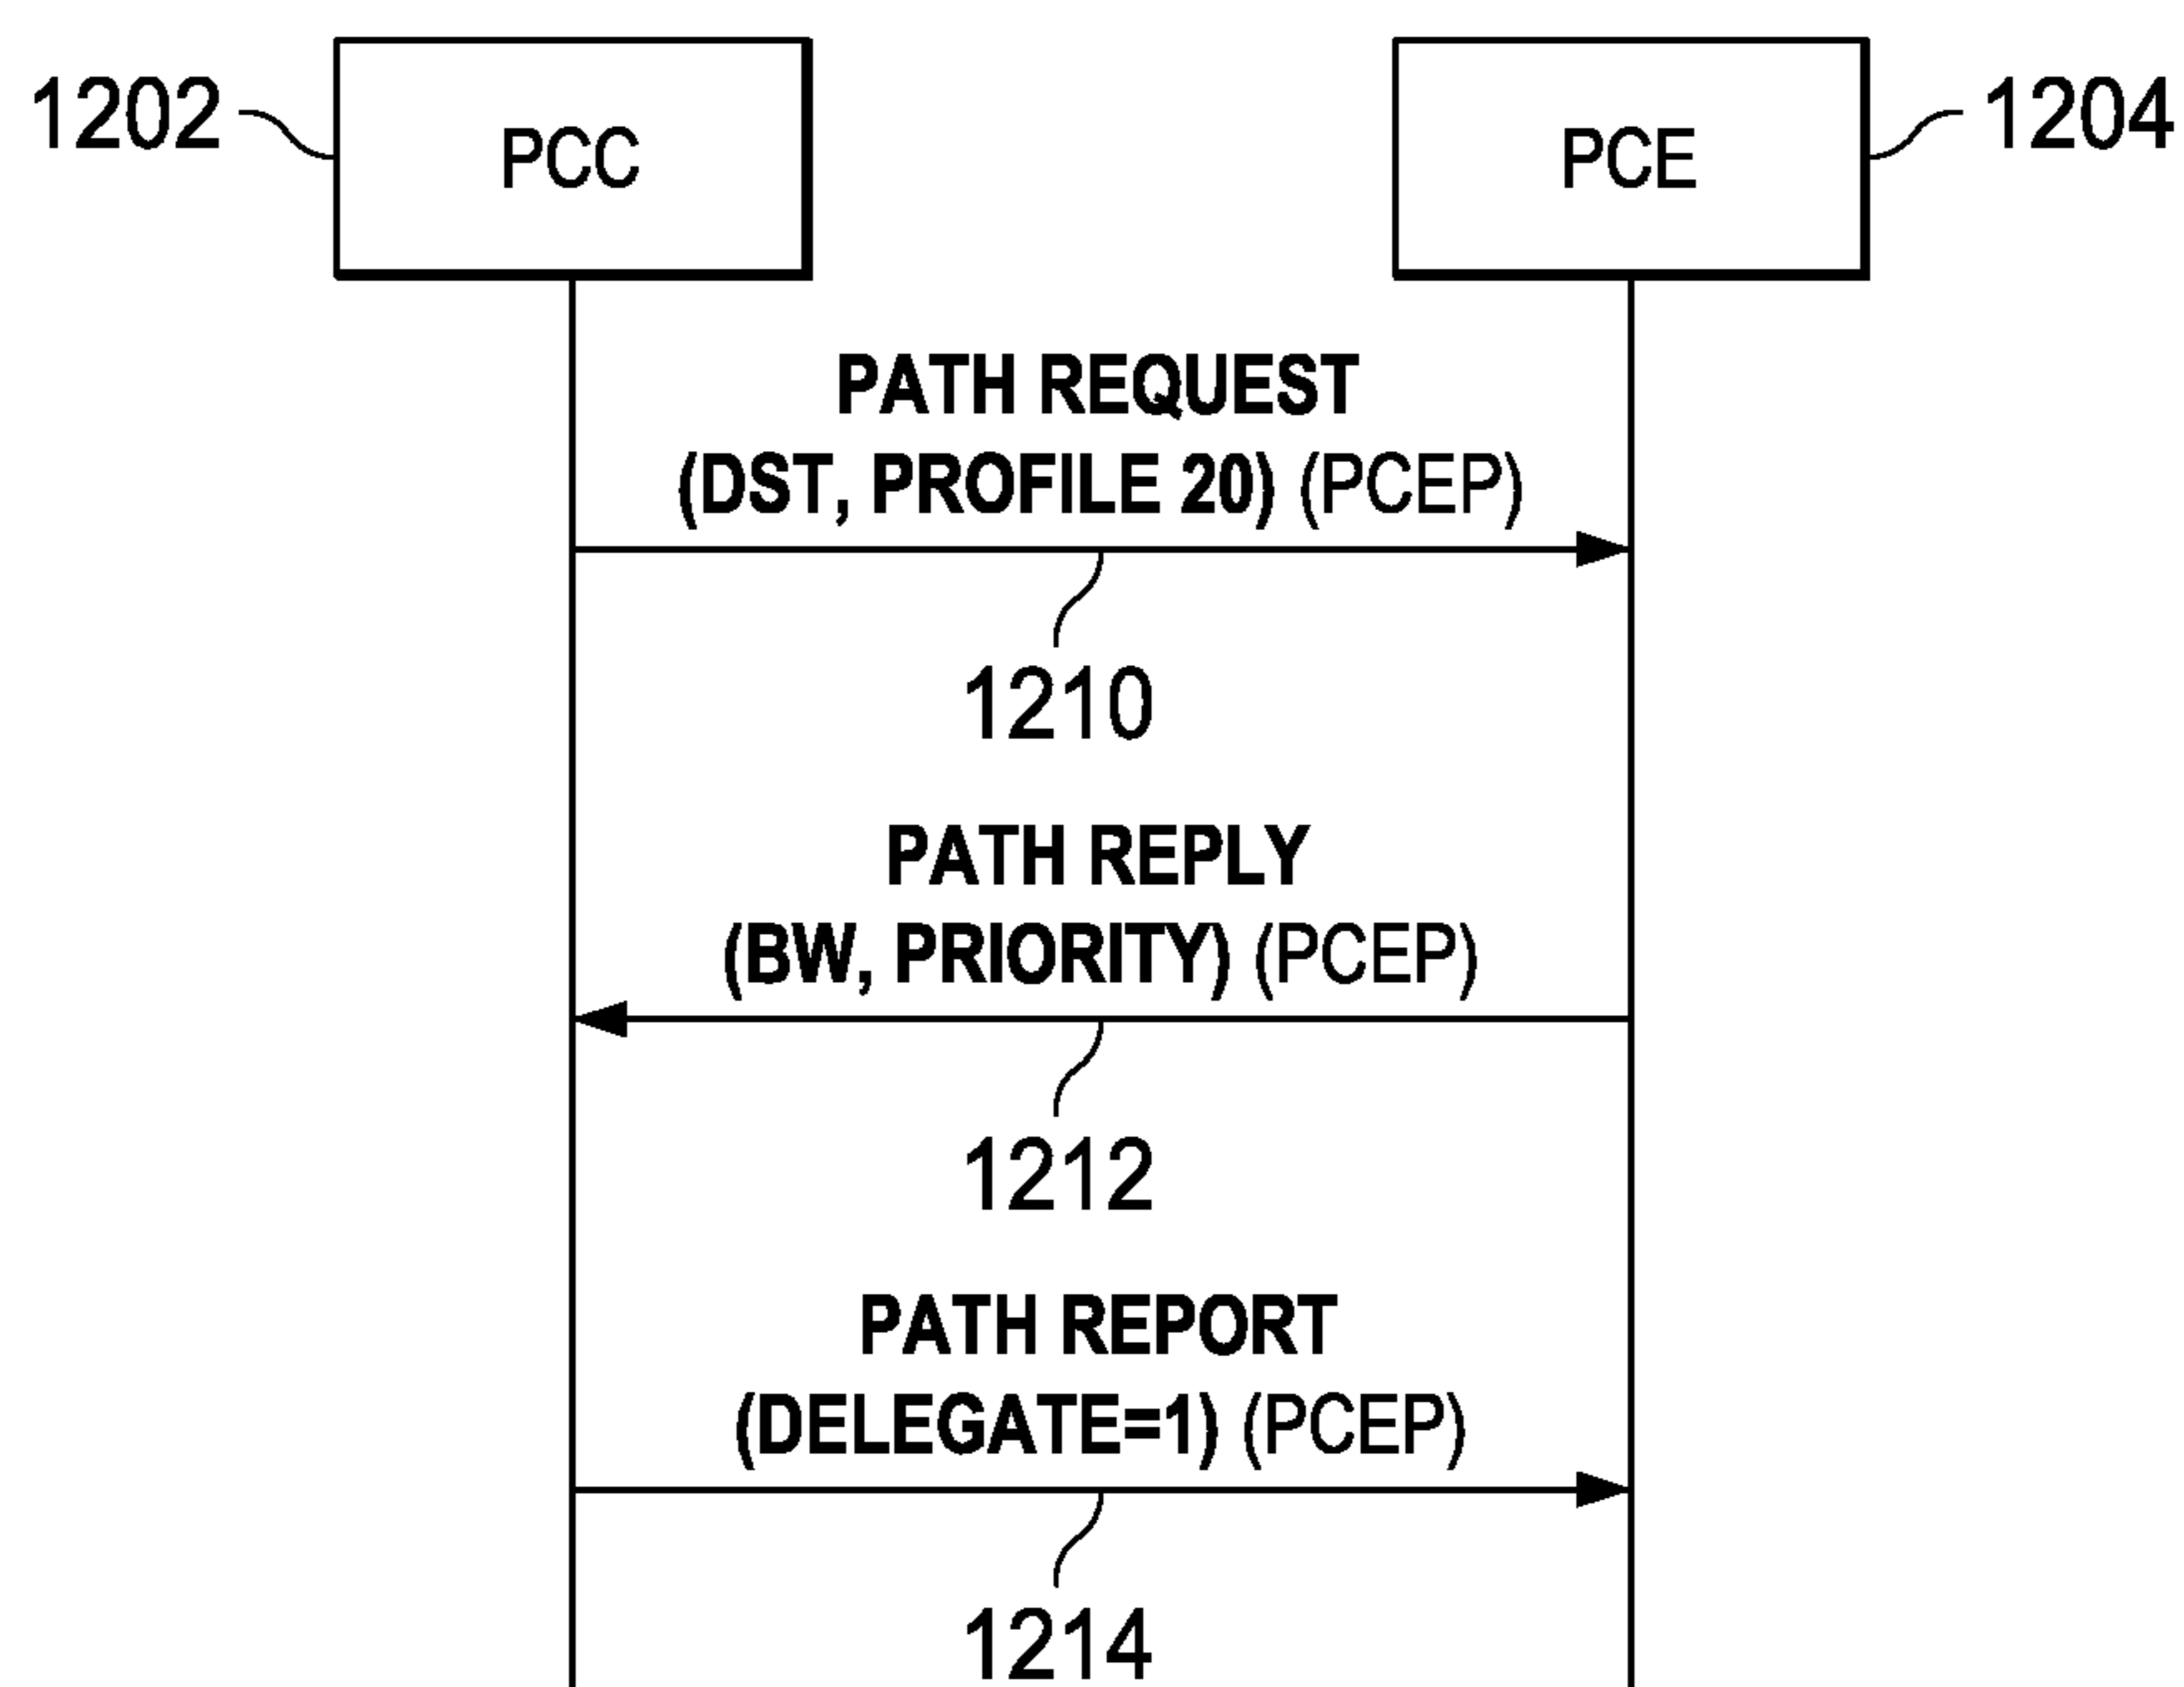 1202
PCC
PCE
1204
PATH REQUEST
(DST, PROFILE 20) (PCEP)
1210
PATH REPLY
(BW, PRIORITY) (PCEP)
1212
PATH REPORT
(DELEGATE=1) (PCEP)
1214